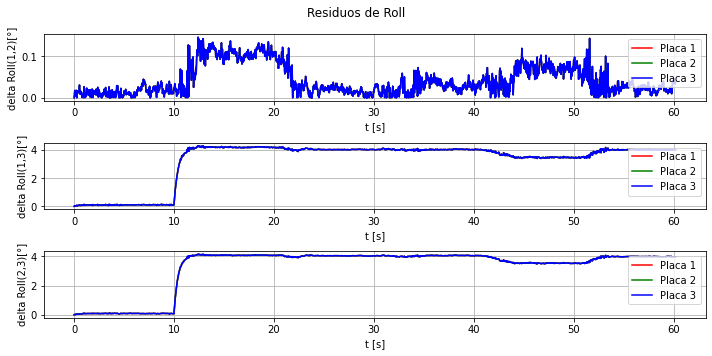 Residuos de Roll
delta Roll(1,2)[°]
0.1
0.0
Placa 1
Placa 2
Placa 3
0 10 20 30 40 50 60
t [s]
delta Roll(1,3)[°]
4
2
0
Placa 1
Placa 2
Placa 3
0 10 20 30 40 50 60
t [s]
delta Roll(2,3)[°]
4
2
0
Placa 1
Placa 2
Placa 3
0 10 20 30 40 50 60
t [s]